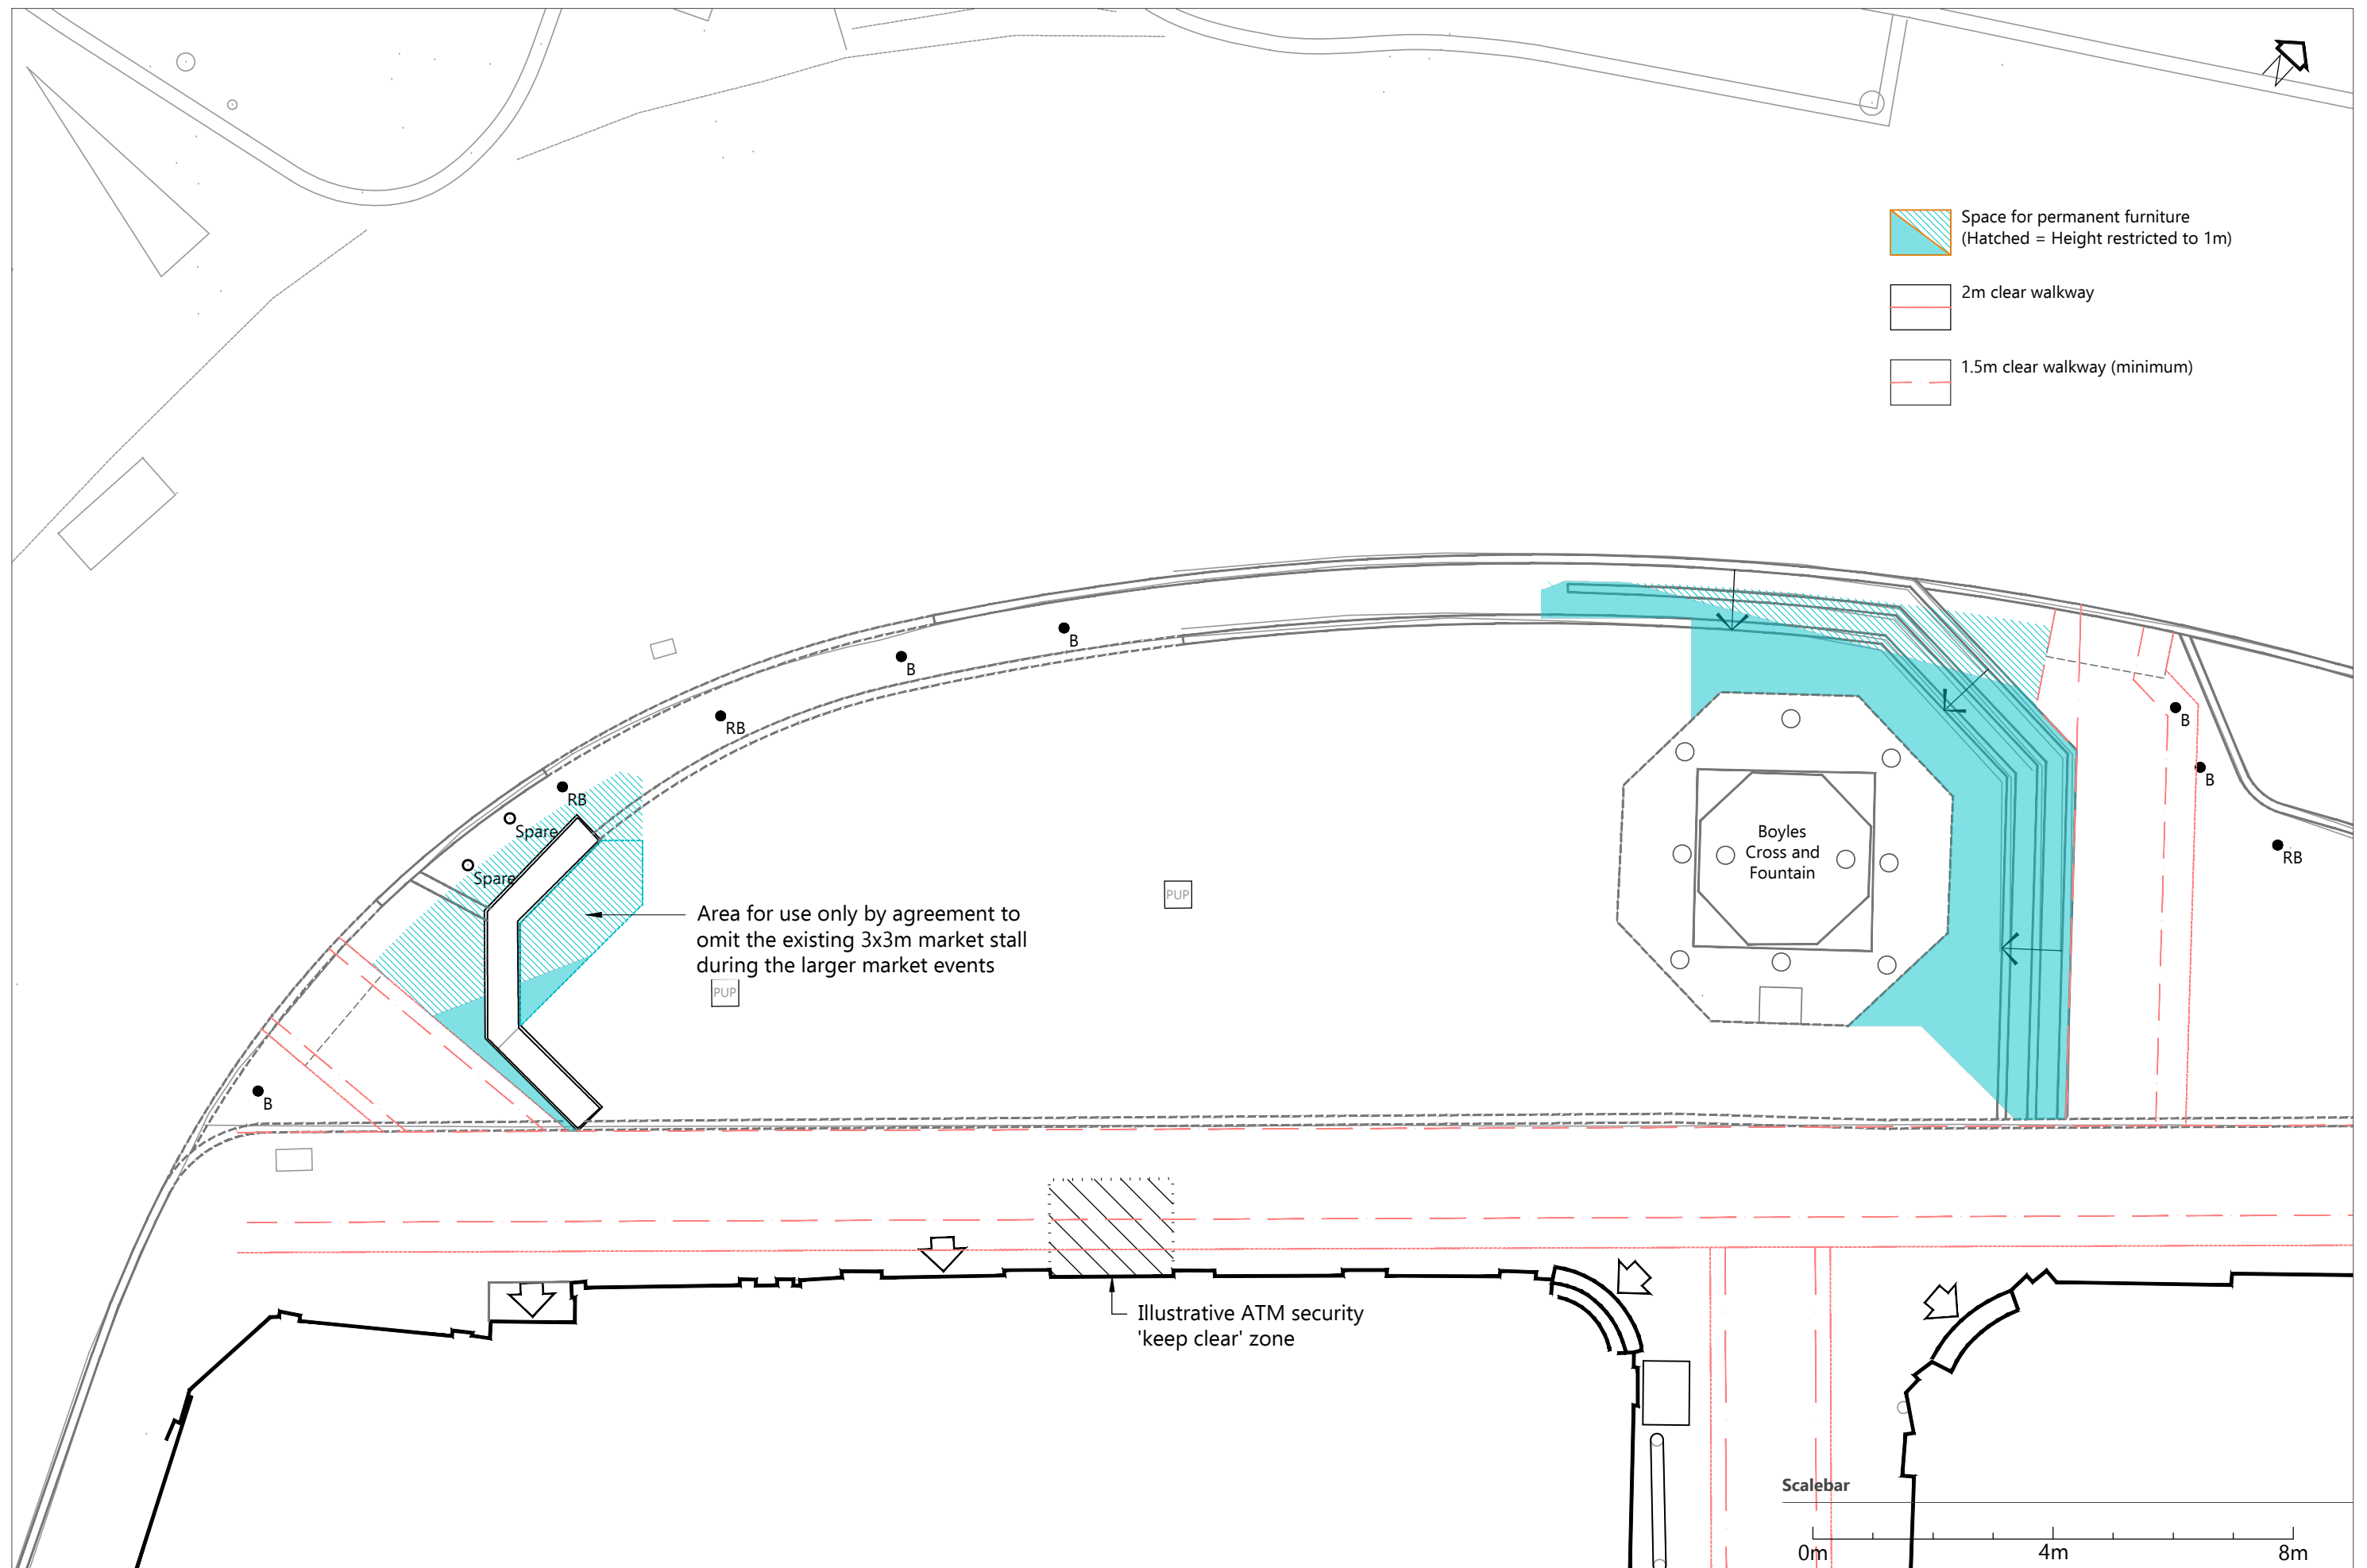 Space for permanent furniture
(Hatched = Height restricted to 1m)
2m clear walkway
1.5m clear walkway (minimum)
B
B
RB
RB
Spare
Spare
B
B
B
RB
Boyles
Cross and
Fountain
PUP
PUP
Area for use only by agreement to
omit the existing 3x3m market stall
during the larger market events
Illustrative ATM security
'keep clear' zone
Scalebar
0m 4m 8m